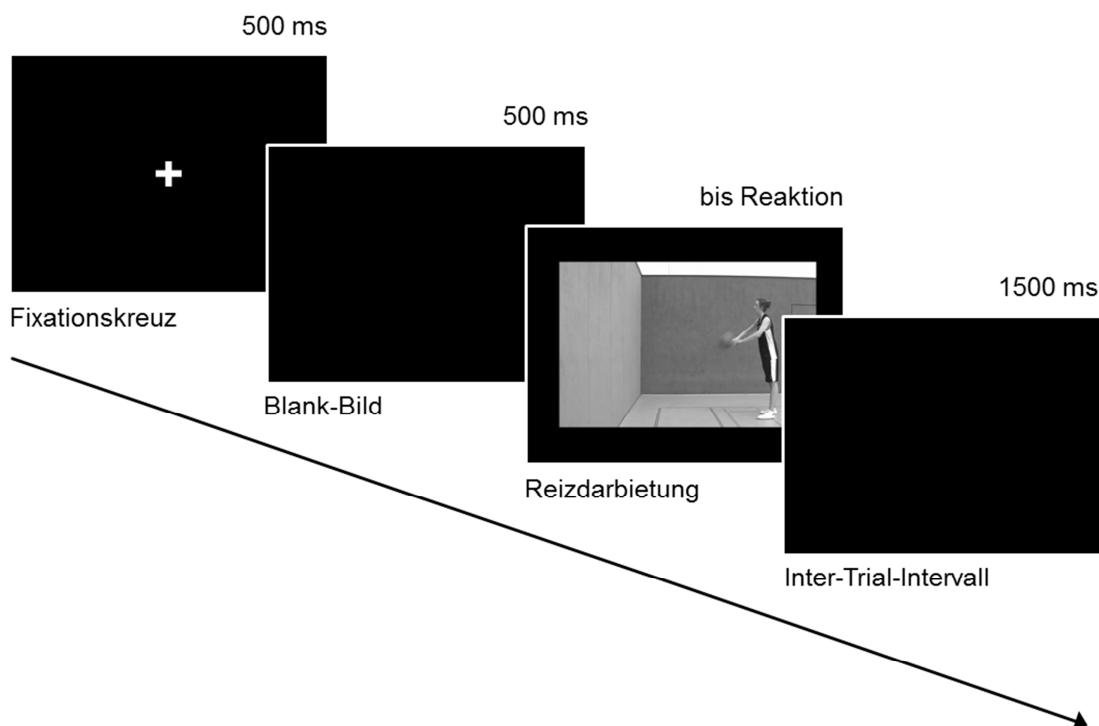 500 ms
Fixationskreuz
500 ms
Blank-Bild
bis Reaktion
Reizdarbietung
1500 ms
Inter-Trial-Intervall